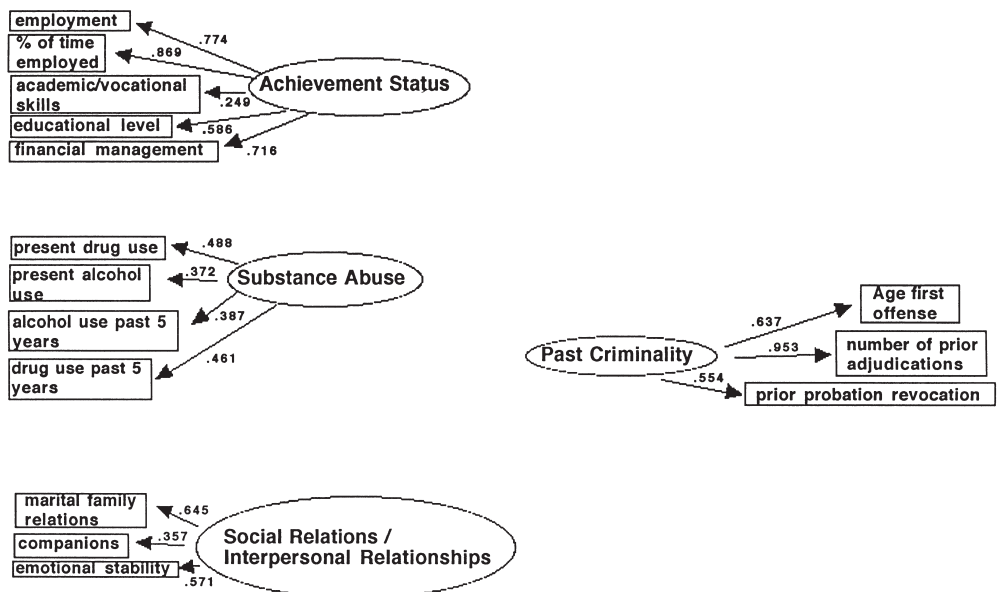 employment
.774
% of time
employed
.869
academic/vocational
skills
.249
educational level
.586
financial management
.716
Achievement Status
present drug use
.488
present alcohol
use
.372
alcohol use past 5
years
.387
drug use past 5
years
.461
Substance Abuse
Past Criminality
.637
Age first
offense
.953
number of prior
adjudications
.554
prior probation revocation
marital family
relations
.645
companions
.357
emotional stability
.571
Social Relations /
Interpersonal Relationships